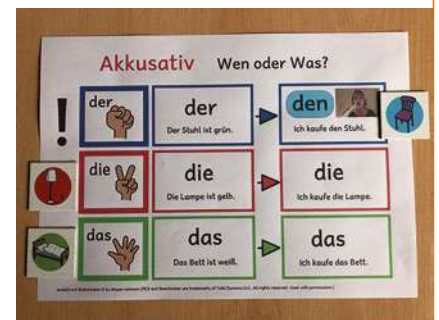 Akkusativ Wen oder Was?
!
der der den
Der Stuhl ist grün. Ich kaufe den Stuhl.
die die die
Die Lampe ist gelb. Ich kaufe die Lampe.
das das das
Das Bett ist weiß. Ich kaufe das Bett.